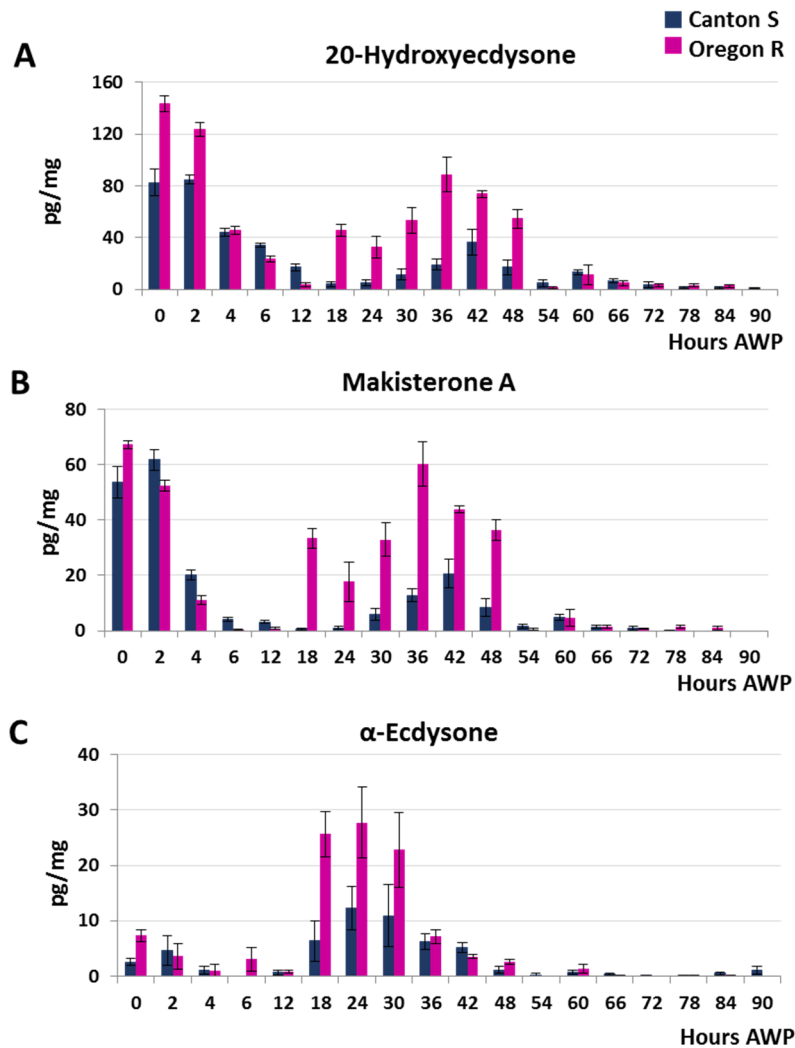 Canton S
Oregon R
A
20-Hydroxyecdysone
160
120
80
40
0
pg/mg
0 2 4 6 12 18 24 30 36 42 48 54 60 66 72 78 84 90
Hours AWP
B
Makisterone A
80
60
40
20
0
pg/mg
0 2 4 6 12 18 24 30 36 42 48 54 60 66 72 78 84 90
Hours AWP
C
α-Ecdysone
40
30
20
10
0
pg/mg
0 2 4 6 12 18 24 30 36 42 48 54 60 66 72 78 84 90
Hours AWP